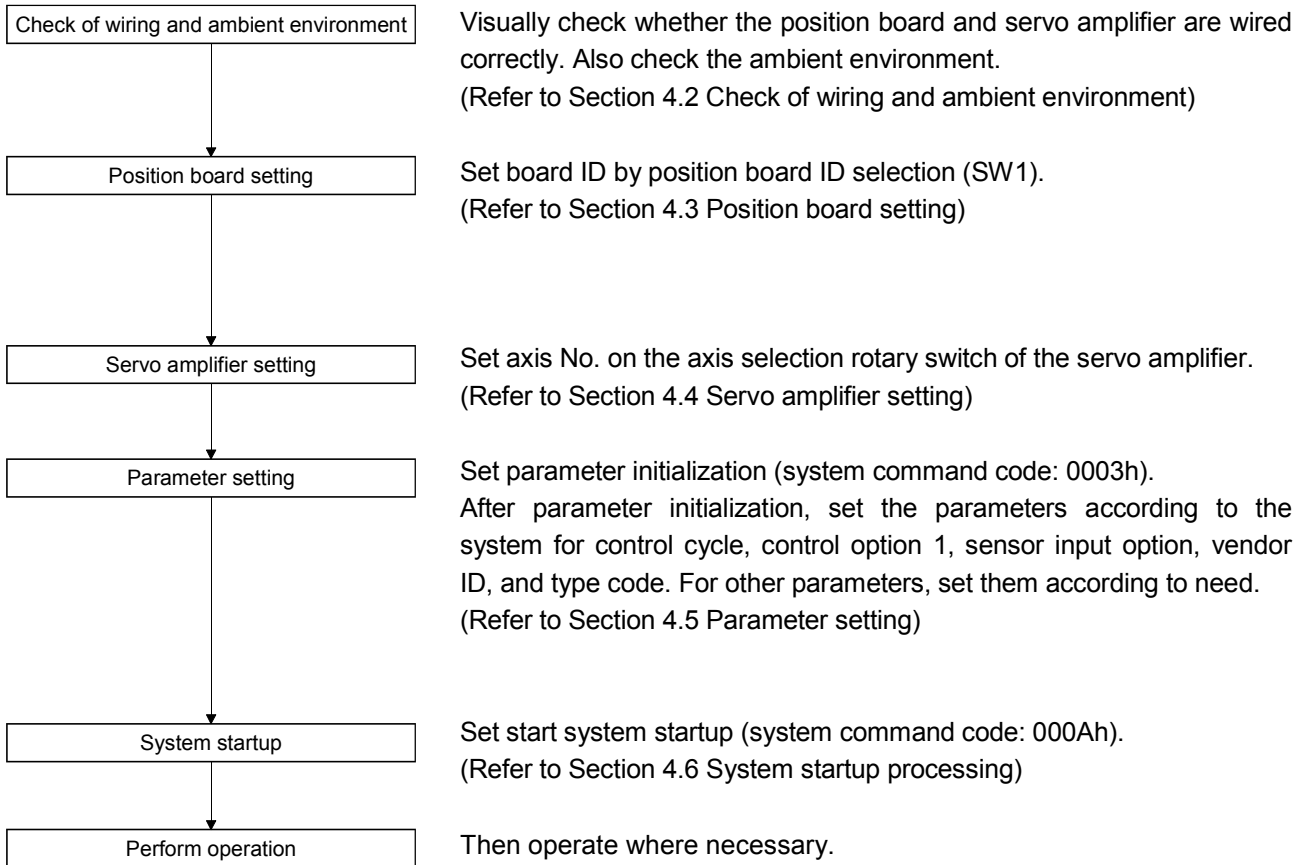 Check of wiring and ambient environment
Visually check whether the position board and servo amplifier are wired
correctly. Also check the ambient environment.
(Refer to Section 4.2 Check of wiring and ambient environment)
Position board setting
Set board ID by position board ID selection (SW1).
(Refer to Section 4.3 Position board setting)
Servo amplifier setting
Set axis No. on the axis selection rotary switch of the servo amplifier.
(Refer to Section 4.4 Servo amplifier setting)
Parameter setting
Set parameter initialization (system command code: 0003h).
After parameter initialization, set the parameters according to the
system for control cycle, control option 1, sensor input option, vendor
ID, and type code. For other parameters, set them according to need.
(Refer to Section 4.5 Parameter setting)
System startup
Set start system startup (system command code: 000Ah).
(Refer to Section 4.6 System startup processing)
Perform operation
Then operate where necessary.